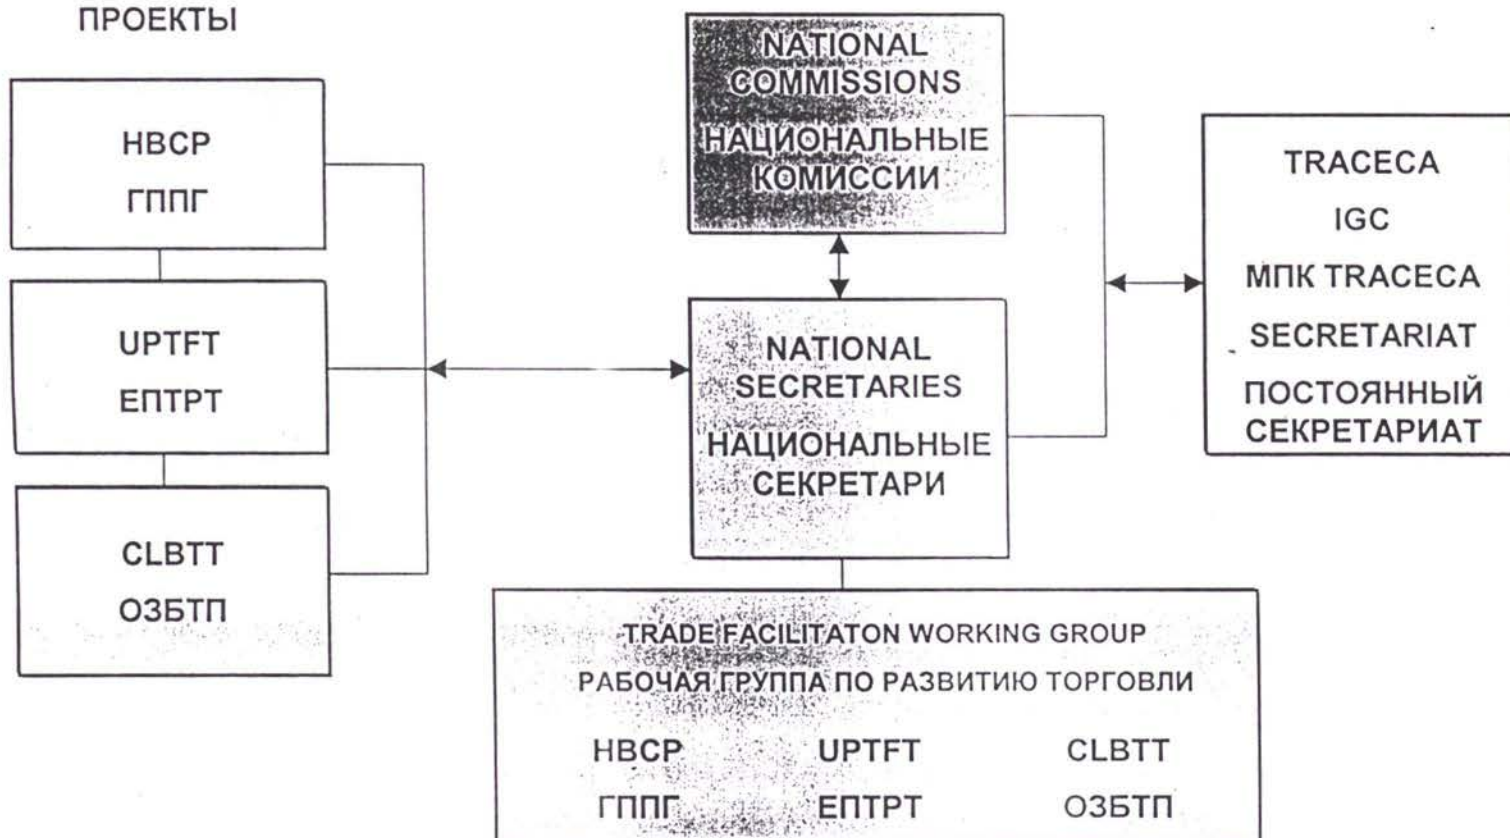 ПРОЕКТЫ
HBCP
ГППГ
UPTFT
ЕПТРТ
CLBTT
ОЗБТП
NATIONAL
COMMISSIONS
НАЦИОНАЛЬНЫЕ
КОМИССИИ
NATIONAL
SECRETARIES
НАЦИОНАЛЬНЫЕ
СЕКРЕТАРИ
TRACECA
IGC
МПК TRACECA
SECRETARIAT
ПОСТОЯННЫЙ
СЕКРЕТАРИАТ
TRADE FACILITATON WORKING GROUP
РАБОЧАЯ ГРУППА ПО РАЗВИТИЮ ТОРГОВЛИ
HBCP UPTFT CLBTT
ГППГ ЕПТРТ ОЗБТП